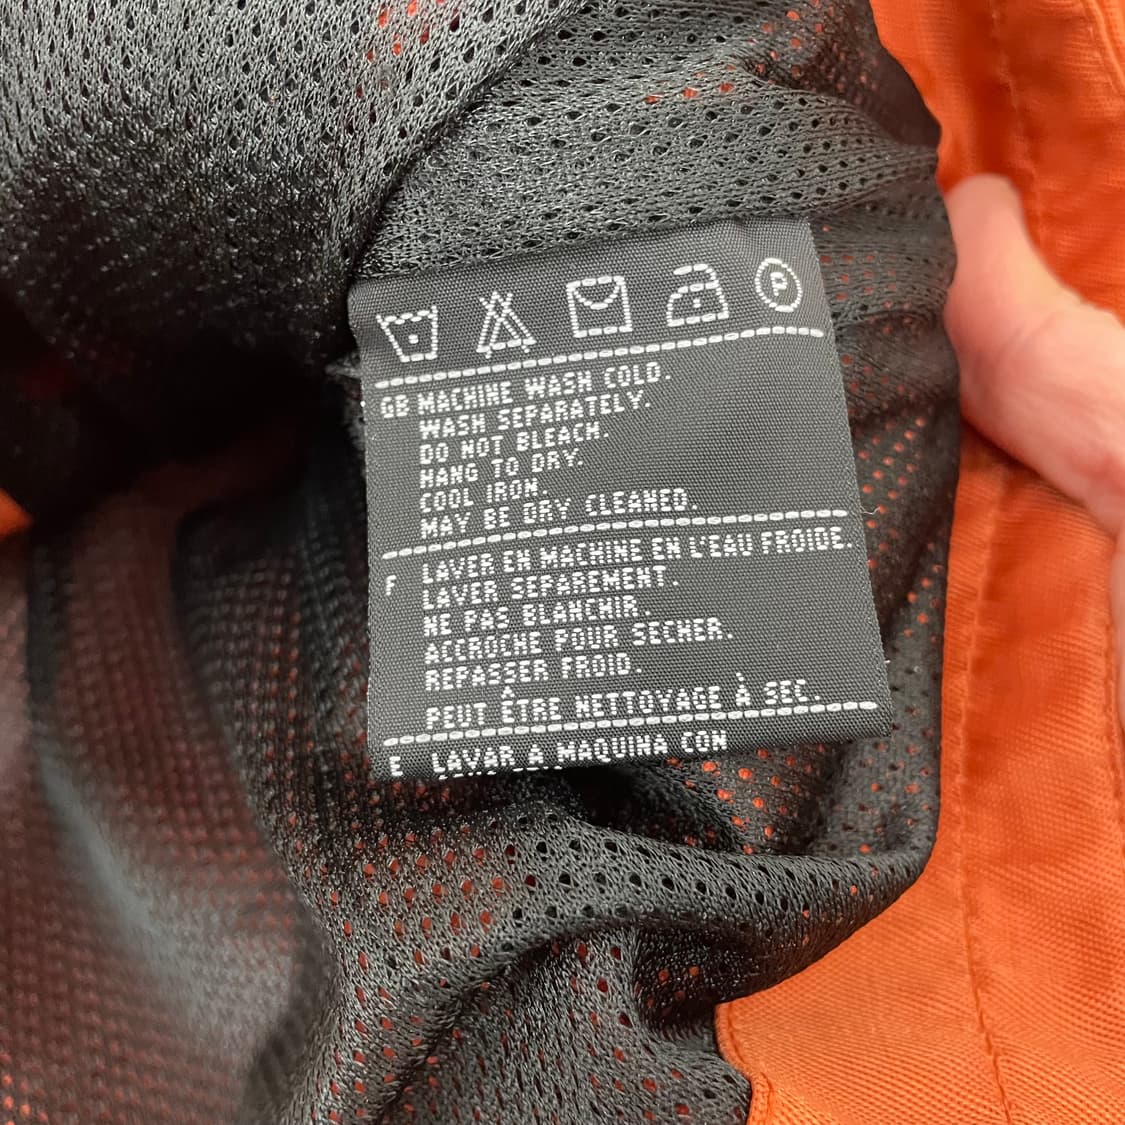 P
GB MACHINE WASH COLD.
WASH SEPARATELY.
DO NOT BLEACH.
HANG TO DRY.
COOL IRON.
MAY BE DRY CLEANED.
F LAVER EN MACHINE EN L'EAU FROIDE.
LAVER SEPAREMENT.
NE PAS BLANCHIR.
ACCROCHE POUR SECHER.
REPASSER FROID.
PEUT ÊTRE NETTOYAGE À SEC.
E LAVAR A MAQUINA CON